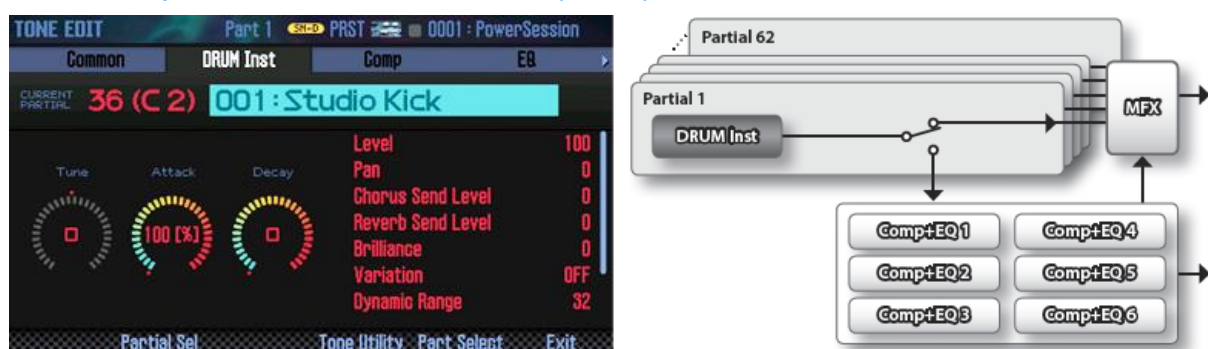 TONE EDIT Part 1 SN-D PRST 0001 : PowerSession
Common DRUM Inst Comp EQ
CURRENT PARTIAL 36 (C 2) 001:Studio Kick
Tune Attack Decay
0 100 [%] 0
Level 100
Pan 0
Chorus Send Level 0
Reverb Send Level 0
Brilliance 0
Variation OFF
Dynamic Range 32
Partial Sel Tone Utility Part Select Exit
Partial 62
Partial 1
DRUM Inst
MFX
Comp+EQ 1 Comp+EQ 4
Comp+EQ 2 Comp+EQ 5
Comp+EQ 3 Comp+EQ 6